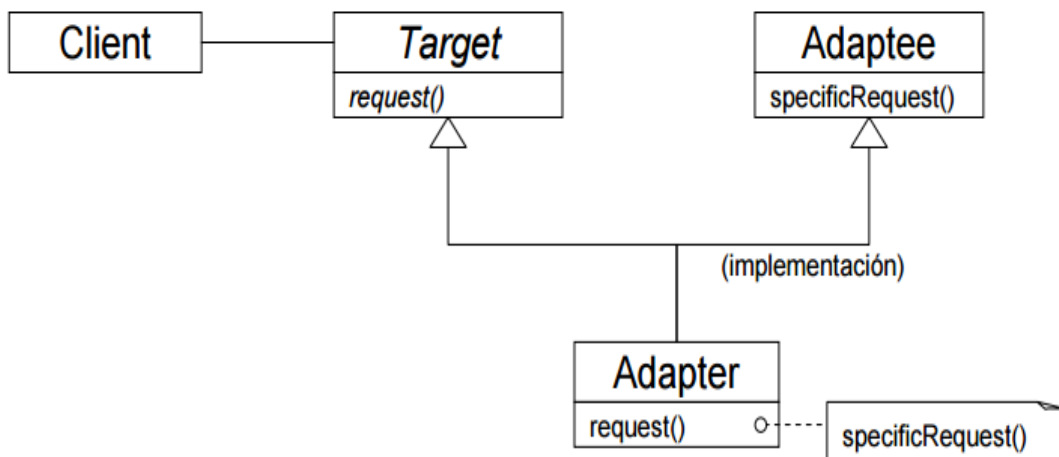 Client
Target
request()
Adaptee
specificRequest()
(implementación)
Adapter
request()
specificRequest()